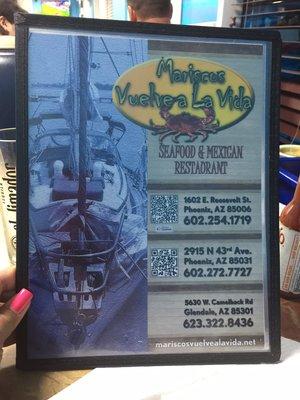 Mariscos
Vuelve a La Vida
SEAFOOD & MEXICAN
RESTAURANT
1602 E. Roosevelt St.
Phoenix, AZ 85006
602.254.1719
2915 N 43rd Ave.
Phoenix, AZ 85031
602.272.7727
5630 W. Camelback Rd
Glendale, AZ 85301
623.322.8436
mariscosvuelvealavida.net